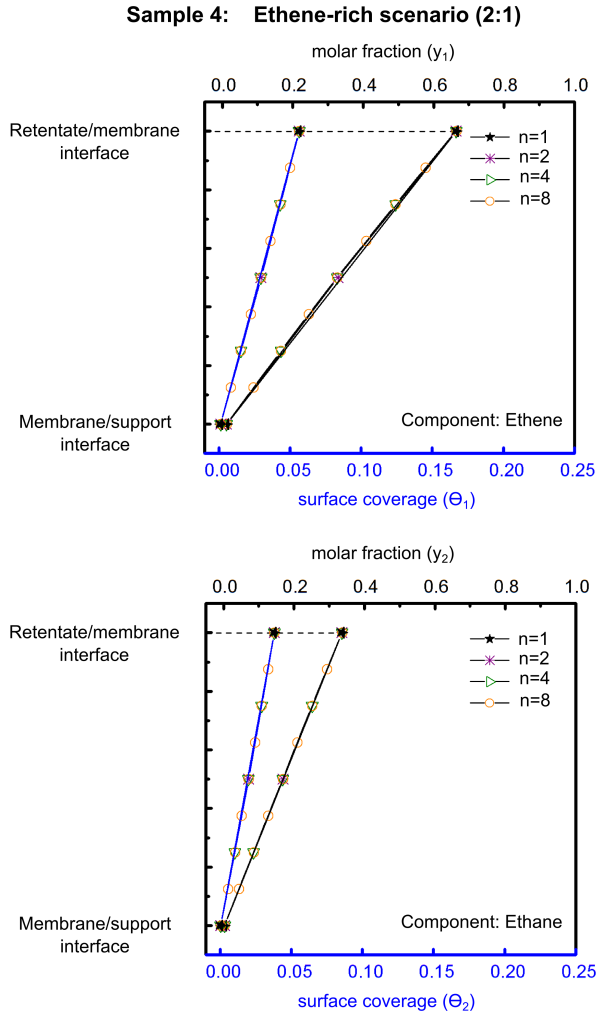 Sample 4: Ethene-rich scenario (2:1)
molar fraction (y₁)
0.0 0.2 0.4 0.6 0.8 1.0
Retentate/membrane
interface
n=1
n=2
n=4
n=8
Membrane/support
interface
Component: Ethene
0.00 0.05 0.10 0.15 0.20 0.25
surface coverage (Θ₁)
molar fraction (y₂)
0.0 0.2 0.4 0.6 0.8 1.0
Retentate/membrane
interface
n=1
n=2
n=4
n=8
Membrane/support
interface
Component: Ethane
0.00 0.05 0.10 0.15 0.20 0.25
surface coverage (Θ₂)